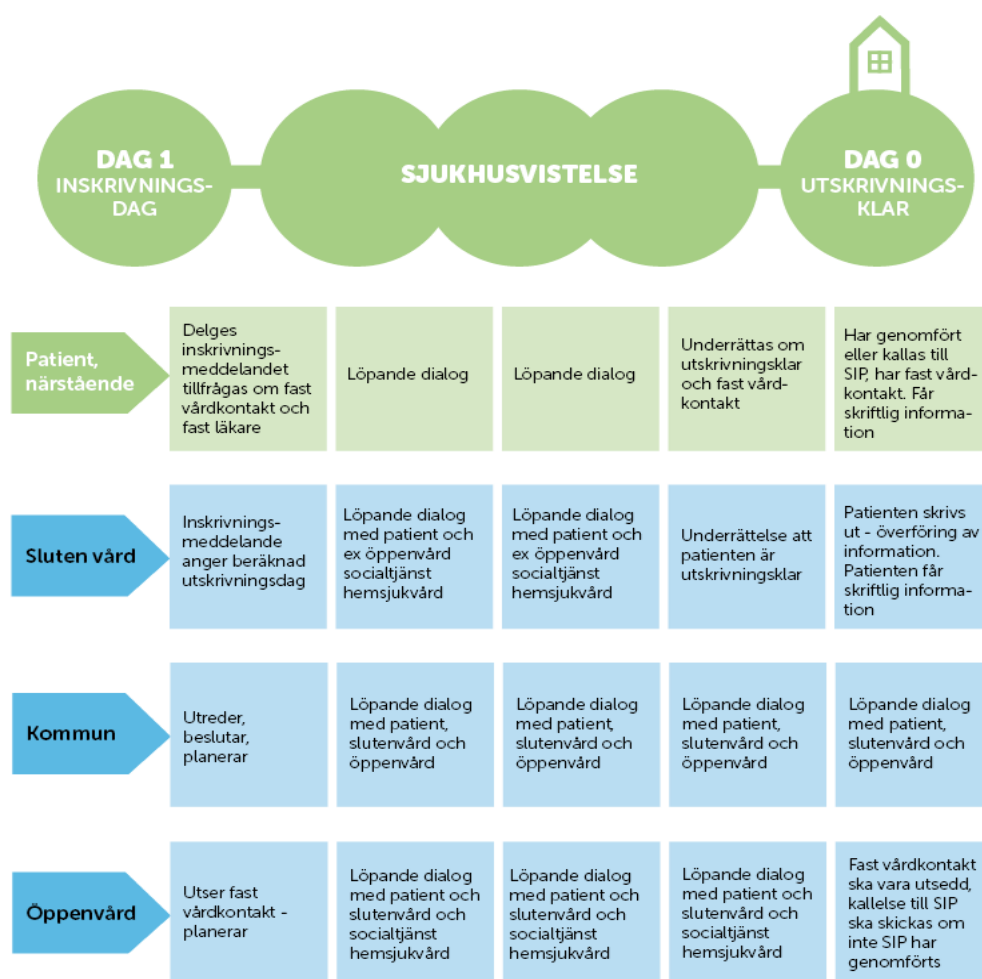 DAG 1
INSKRIVNINGS-
DAG
SJUKHUSVISTELSE
DAG 0
UTSKRIVNINGS-
KLAR
Patient,
närstående
Delges
inskrivnings-
meddelandet
tillfrågas om fast
vårdkontakt och
fast läkare
Löpande dialog
Löpande dialog
Underrättas om
utskrivningsklar
och fast vård-
kontakt
Har genomfört
eller kallas till
SIP, har fast vård-
kontakt. Får
skriftlig informa-
tion
Sluten vård
Inskrivnings-
meddelande
anger beräknad
utskrivningsdag
Löpande dialog
med patient och
ex öppenvård
socialtjänst
hemsjukvård
Löpande dialog
med patient och
ex öppenvård
socialtjänst
hemsjukvård
Underrättelse att
patienten är
utskrivningsklar
Patienten skrivs
ut - överföring av
information.
Patienten får
skriftlig informa-
tion
Kommun
Utreder,
beslutar,
planerar
Löpande dialog
med patient,
slutenvård och
öppenvård
Löpande dialog
med patient,
slutenvård och
öppenvård
Löpande dialog
med patient,
slutenvård och
öppenvård
Löpande dialog
med patient,
slutenvård och
öppenvård
Öppenvård
Utser fast
vårdkontakt -
planerar
Löpande dialog
med patient och
slutenvård och
socialtjänst
hemsjukvård
Löpande dialog
med patient och
slutenvård och
socialtjänst
hemsjukvård
Löpande dialog
med patient och
slutenvård och
socialtjänst
hemsjukvård
Fast vårdkontakt
ska vara utsedd,
kallelse till SIP
ska skickas om
inte SIP har
genomförts